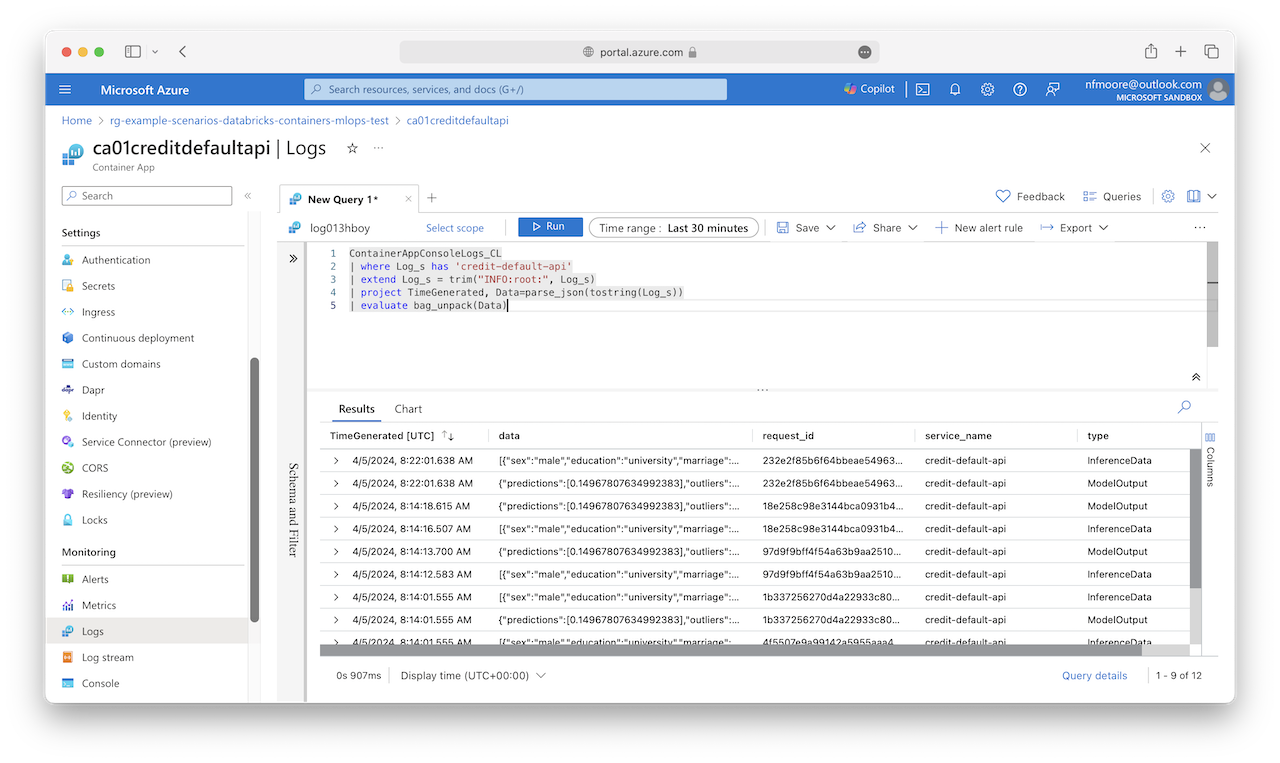 portal.azure.com
Microsoft Azure
Search resources, services, and docs (G+/)
Copilot
nfmoore@outlook.com
MICROSOFT SANDBOX
Home > rg-example-scenarios-databricks-containers-mlops-test > ca01creditdefaultapi
ca01creditdefaultapi | Logs
Container App
Search
Settings
Authentication
Secrets
Ingress
Continuous deployment
Custom domains
Dapr
Identity
Service Connector (preview)
CORS
Resiliency (preview)
Locks
Monitoring
Alerts
Metrics
Logs
Log stream
Console
New Query 1*
Feedback
Queries
log013hboy
Select scope
Run
Time range : Last 30 minutes
Save
Share
New alert rule
Export
1 ContainerAppConsoleLogs_CL
2 | where Log_s has 'credit-default-api'
3 | extend Log_s = trim("INFO:root:", Log_s)
4 | project TimeGenerated, Data=parse_json(tostring(Log_s))
5 | evaluate bag_unpack(Data)
Schema and Filter
Results Chart
TimeGenerated [UTC] data request_id service_name type
4/5/2024, 8:22:01.638 AM [{"sex":"male","education":"university","marriage":... 232e2f85b6f64bbeae54963... credit-default-api InferenceData
4/5/2024, 8:22:01.638 AM {"predictions":[0.14967807634992383],"outliers":... 232e2f85b6f64bbeae54963... credit-default-api ModelOutput
4/5/2024, 8:14:18.615 AM {"predictions":[0.14967807634992383],"outliers":... 18e258c98e3144bca0931b4... credit-default-api ModelOutput
4/5/2024, 8:14:16.507 AM [{"sex":"male","education":"university","marriage":... 18e258c98e3144bca0931b4... credit-default-api InferenceData
4/5/2024, 8:14:13.700 AM {"predictions":[0.14967807634992383],"outliers":... 97d9f9bff4f54a63b9aa2510... credit-default-api ModelOutput
4/5/2024, 8:14:12.583 AM [{"sex":"male","education":"university","marriage":... 97d9f9bff4f54a63b9aa2510... credit-default-api InferenceData
4/5/2024, 8:14:01.555 AM [{"sex":"male","education":"university","marriage":... 1b337256270d4a22933c80... credit-default-api InferenceData
4/5/2024, 8:14:01.555 AM {"predictions":[0.14967807634992383],"outliers":... 1b337256270d4a22933c80... credit-default-api ModelOutput
4/5/2024, 8:14:01.555 AM [{"sex":"male","education":"university","marriage":... 4f5507e9a99142a5955aaa4... credit-default-api InferenceData
Columns
0s 907ms
Display time (UTC+00:00)
Query details
1 - 9 of 12